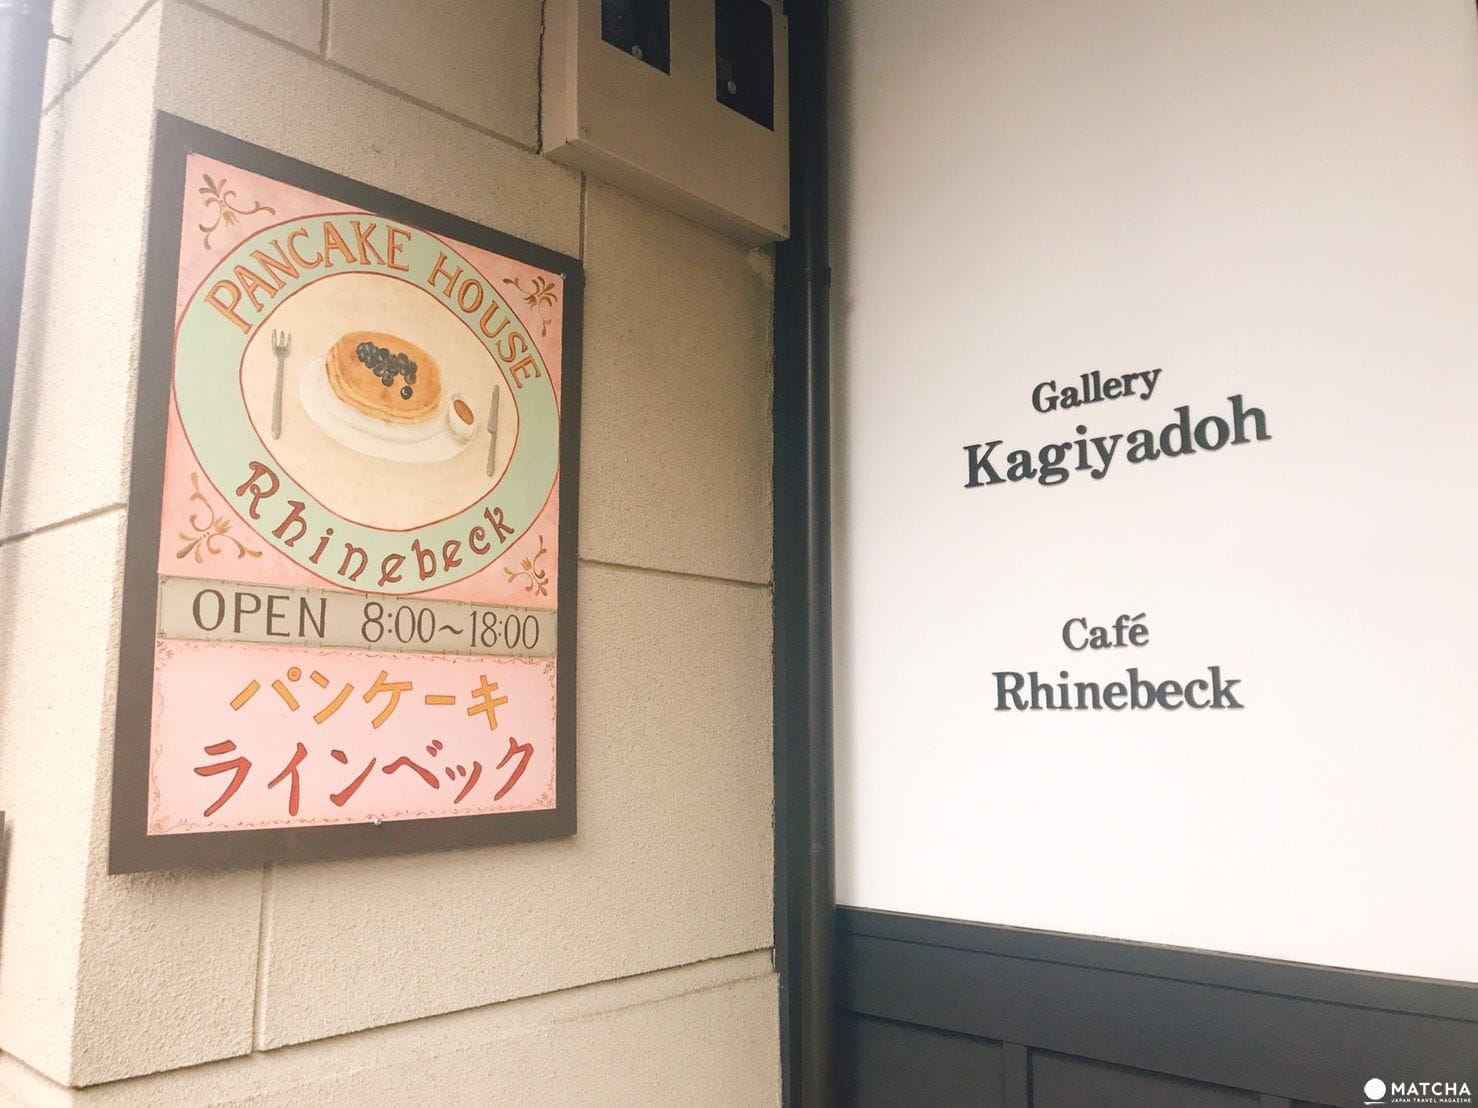 PANCAKE HOUSE
Rhinebeck
OPEN 8:00~18:00
パンケーキ
ラインベック
Gallery
Kagiyadoh
Café
Rhinebeck
MATCHA
JAPAN TRAVEL MAGAZINE